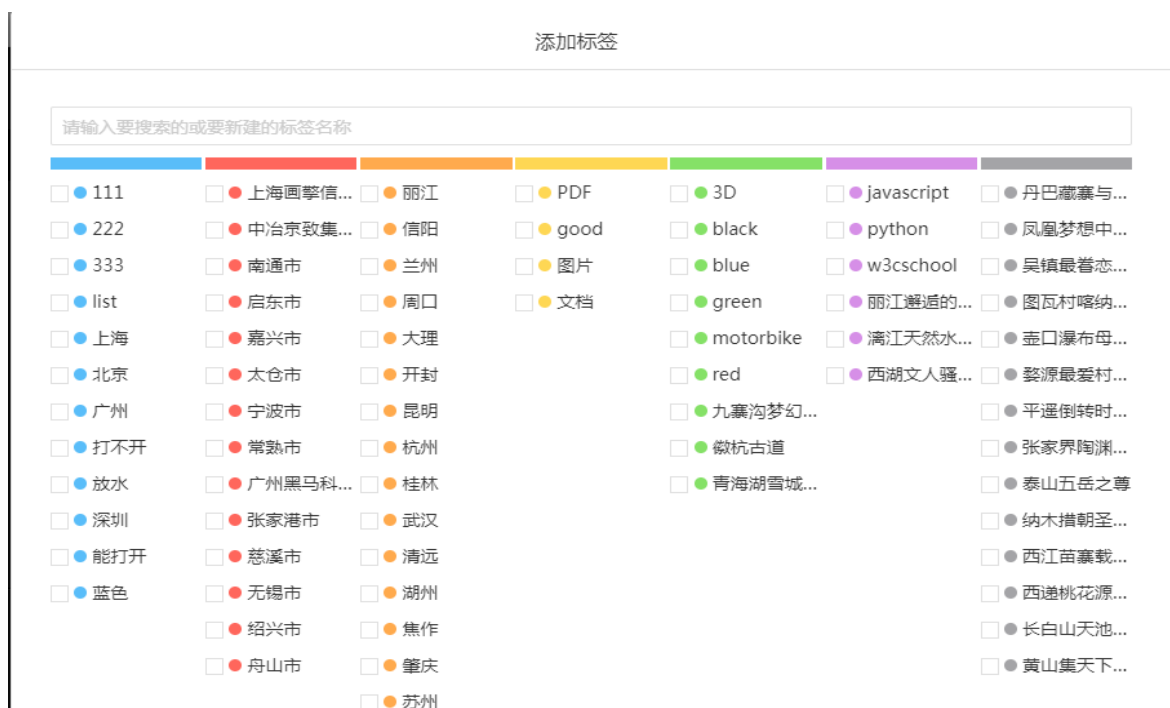 添加标签
请输入要搜索的或要新建的标签名称
111
222
333
list
上海
北京
广州
打不开
放水
深圳
能打开
蓝色
上海画擎信...
中冶京致集...
南通市
启东市
嘉兴市
太仓市
宁波市
常熟市
广州黑马科...
张家港市
慈溪市
无锡市
绍兴市
舟山市
丽江
信阳
兰州
周口
大理
开封
昆明
杭州
桂林
武汉
清远
湖州
焦作
肇庆
苏州
PDF
good
图片
文档
3D
black
blue
green
motorbike
red
九寨沟梦幻...
徽杭古道
青海湖雪城...
javascript
python
w3cschool
丽江邂逅的...
漓江天然水...
西湖文人骚...
丹巴藏寨与...
凤凰梦想中...
吴镇最眷恋...
图瓦村喀纳...
壶口瀑布母...
婺源最爱村...
平遥倒转时...
张家界陶渊...
泰山五岳之尊
纳木措朝圣...
西江苗寨载...
西递桃花源...
长白山天池...
黄山集天下...